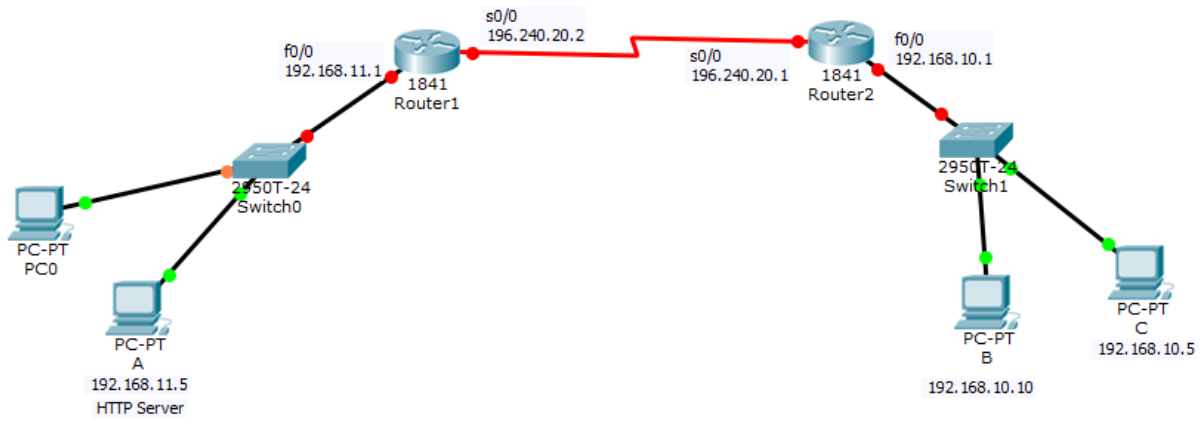 s0/0
196.240.20.2
f0/0
192.168.11.1
1841
Router1
s0/0
196.240.20.1
1841
Router2
f0/0
192.168.10.1
2950T-24
Switch0
2950T-24
Switch1
PC-PT
PC0
PC-PT
A
192.168.11.5
HTTP Server
PC-PT
B
192.168.10.10
PC-PT
C
192.168.10.5